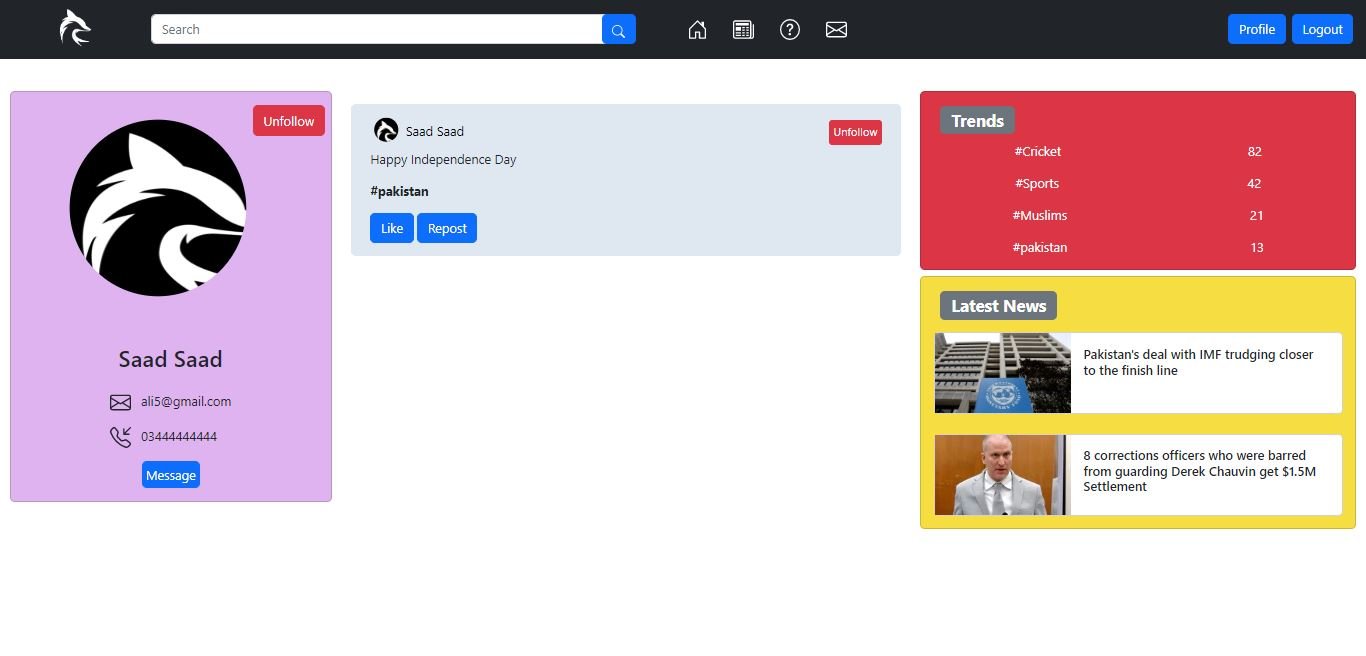 Search
Profile
Logout
Unfollow
Saad Saad
ali5@gmail.com
03444444444
Message
Saad Saad
Unfollow
Happy Independence Day
#pakistan
Like
Repost
Trends
#Cricket 82
#Sports 42
#Muslims 21
#pakistan 13
Latest News
Pakistan's deal with IMF trudging closer
to the finish line
8 corrections officers who were barred
from guarding Derek Chauvin get $1.5M
Settlement